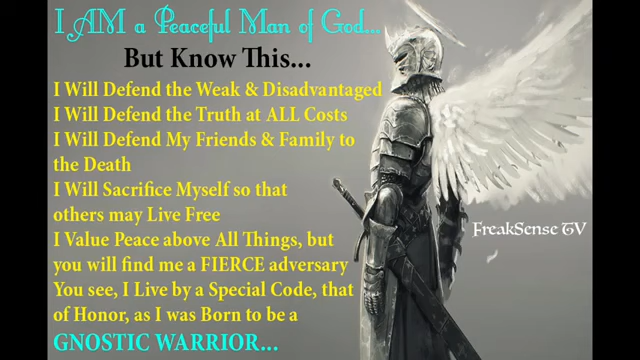 I AM a Peaceful Man of God...
But Know This...
I Will Defend the Weak & Disadvantaged
I Will Defend the Truth at ALL Costs
I Will Defend My Friends & Family to
the Death
I Will Sacrifice Myself so that
others may Live Free
I Value Peace above All Things, but
you will find me a FIERCE adversary
You see, I Live by a Special Code, that
of Honor, as I was Born to be a
GNOSTIC WARRIOR...
FreakSense TV